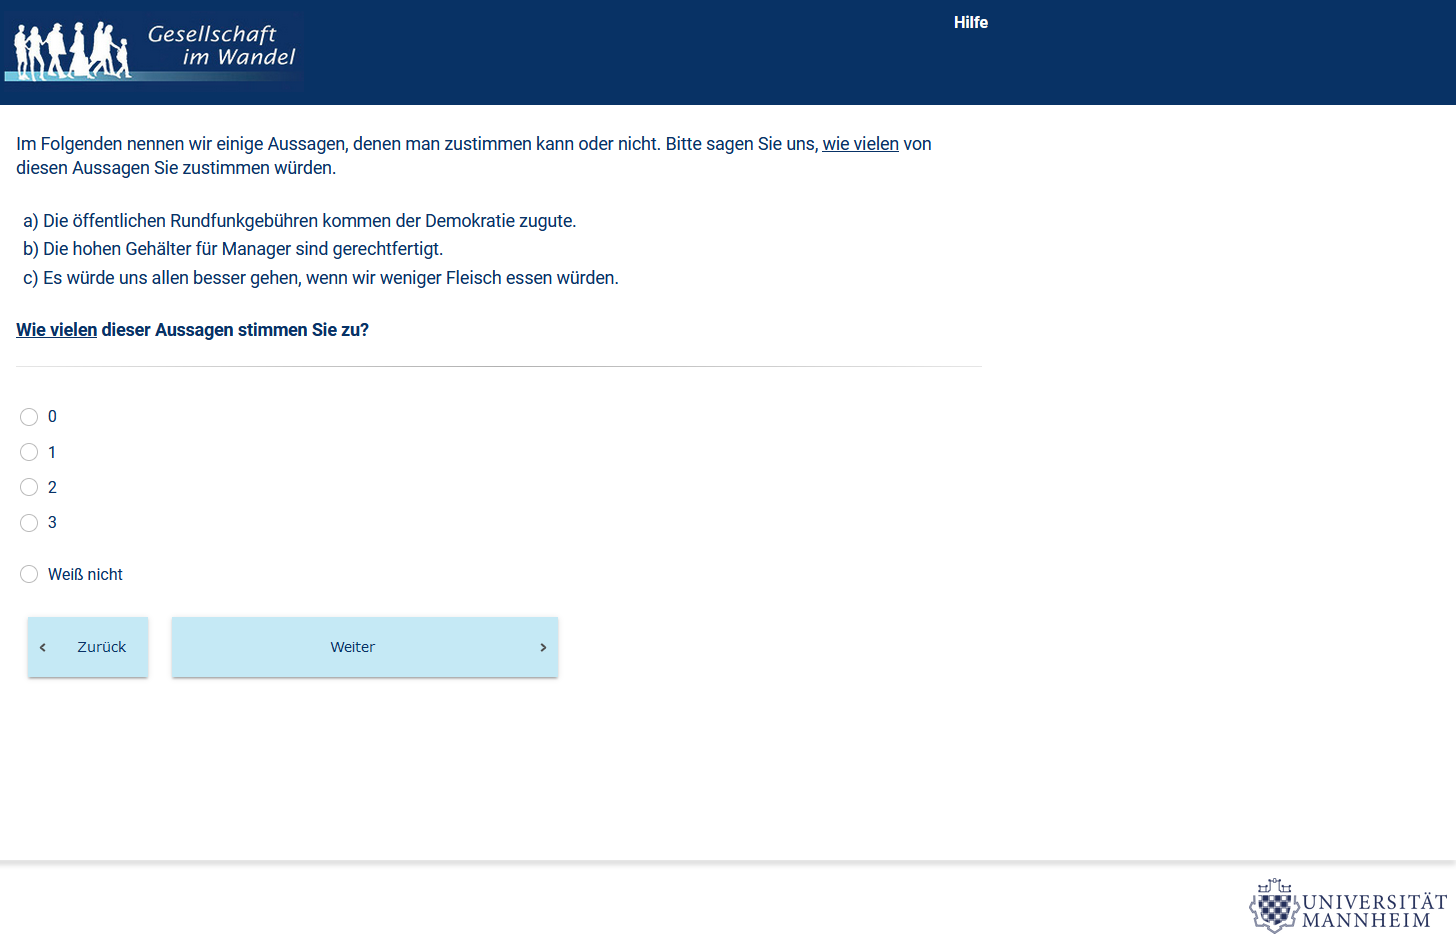 Gesellschaft
im Wandel
Hilfe
Im Folgenden nennen wir einige Aussagen, denen man zustimmen kann oder nicht. Bitte sagen Sie uns, wie vielen von
diesen Aussagen Sie zustimmen würden.
a) Die öffentlichen Rundfunkgebühren kommen der Demokratie zugute.
b) Die hohen Gehälter für Manager sind gerechtfertigt.
c) Es würde uns allen besser gehen, wenn wir weniger Fleisch essen würden.
Wie vielen dieser Aussagen stimmen Sie zu?
0
1
2
3
Weiß nicht
‹ Zurück
Weiter ›
UNIVERSITÄT
MANNHEIM